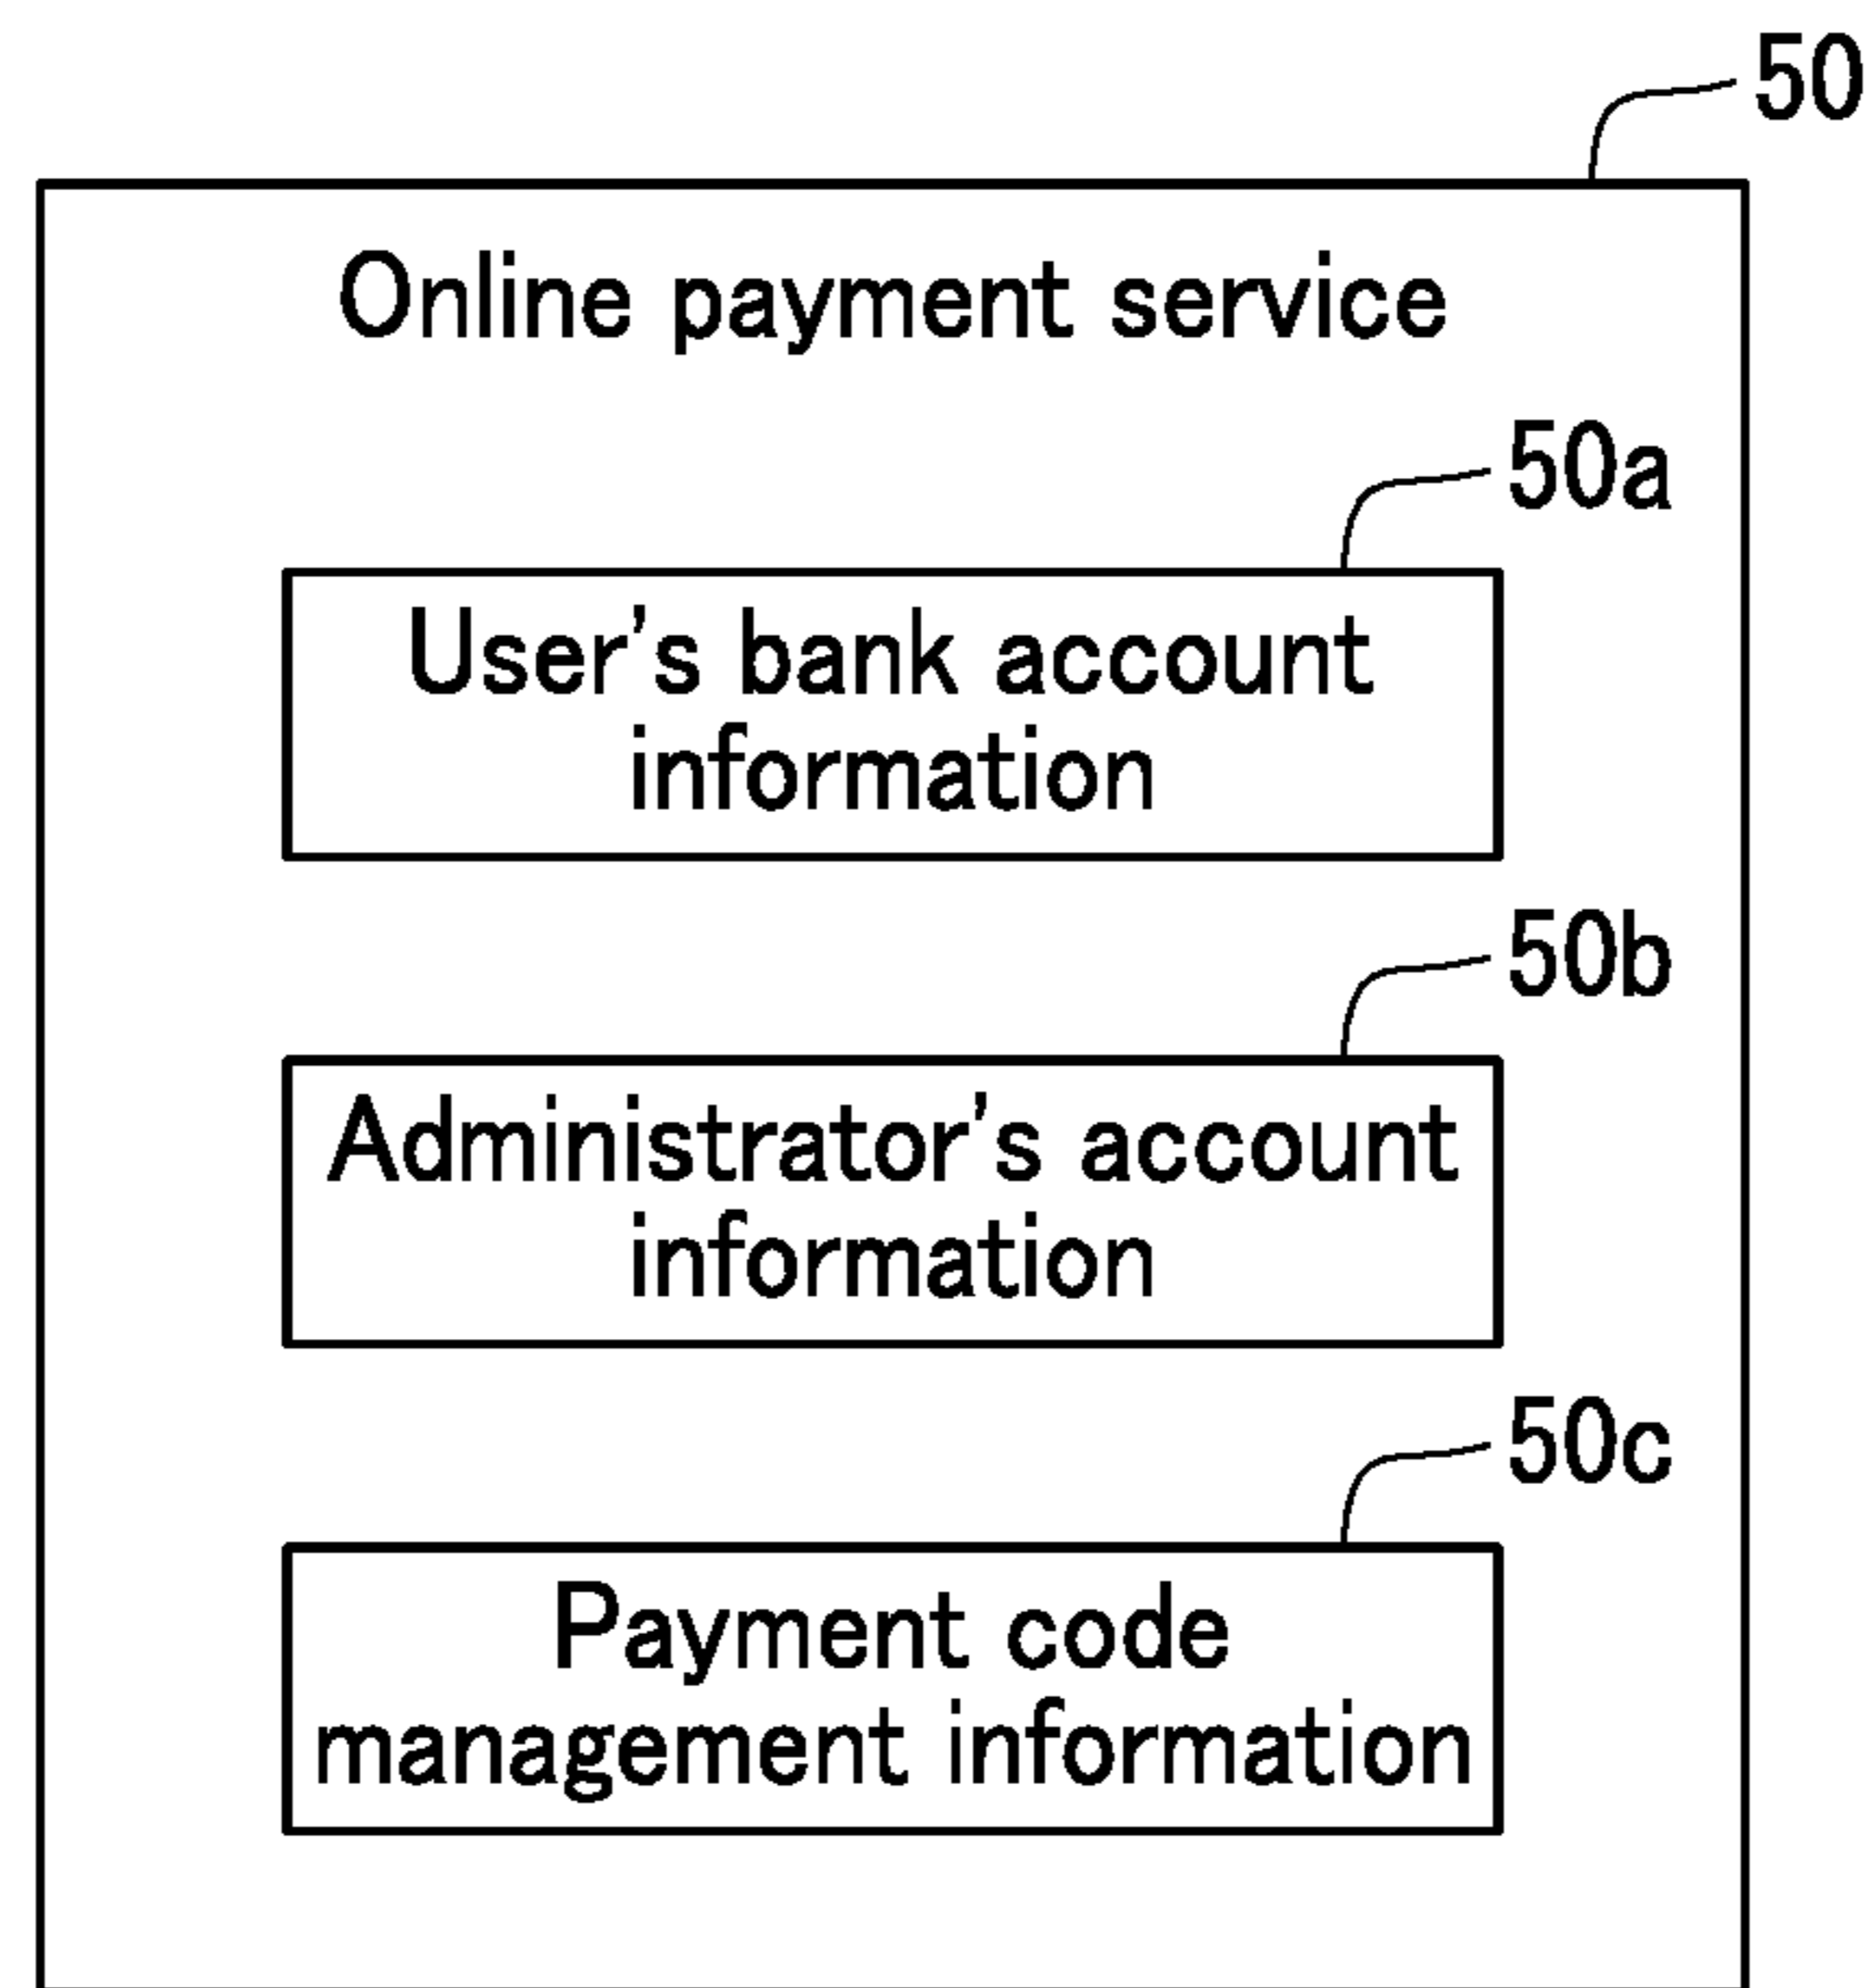 50
Online payment service
50a
User's bank account
information
50b
Administrator's account
information
50c
Payment code
management information